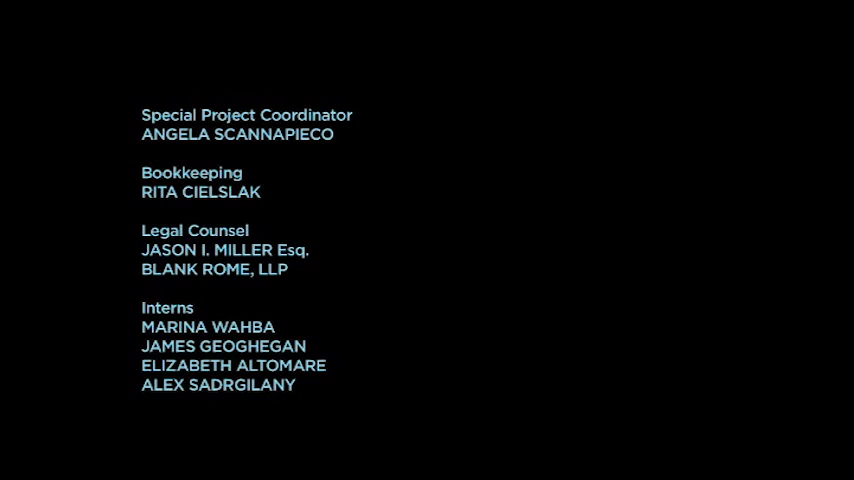 Special Project Coordinator
ANGELA SCANNAPIECO
Bookkeeping
RITA CIELSLAK
Legal Counsel
JASON I. MILLER Esq.
BLANK ROME, LLP
Interns
MARINA WAHBA
JAMES GEOGHEGAN
ELIZABETH ALTOMARE
ALEX SADRGILANY